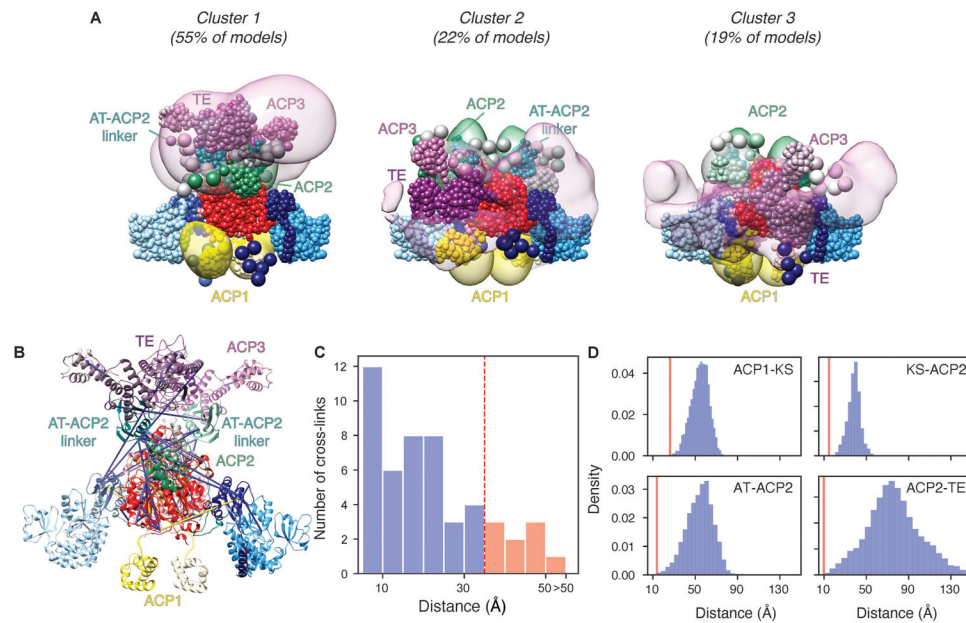 A
Cluster 1
(55% of models)
Cluster 2
(22% of models)
Cluster 3
(19% of models)
TE
ACP3
AT-ACP2
linker
ACP2
ACP1
ACP2
AT-ACP2
linker
ACP3
TE
ACP1
ACP2
ACP3
ACP1
TE
B
TE
ACP3
AT-ACP2
linker
AT-ACP2
linker
ACP2
ACP1
C
Number of cross-links
12
10
8
6
4
2
0
10
30
50 >50
Distance (Å)
D
Density
ACP1-KS
0.04
0.02
0.00
KS-ACP2
AT-ACP2
0.03
0.02
0.01
0.00
10 50 90 130
Distance (Å)
ACP2-TE
10 50 90 130
Distance (Å)